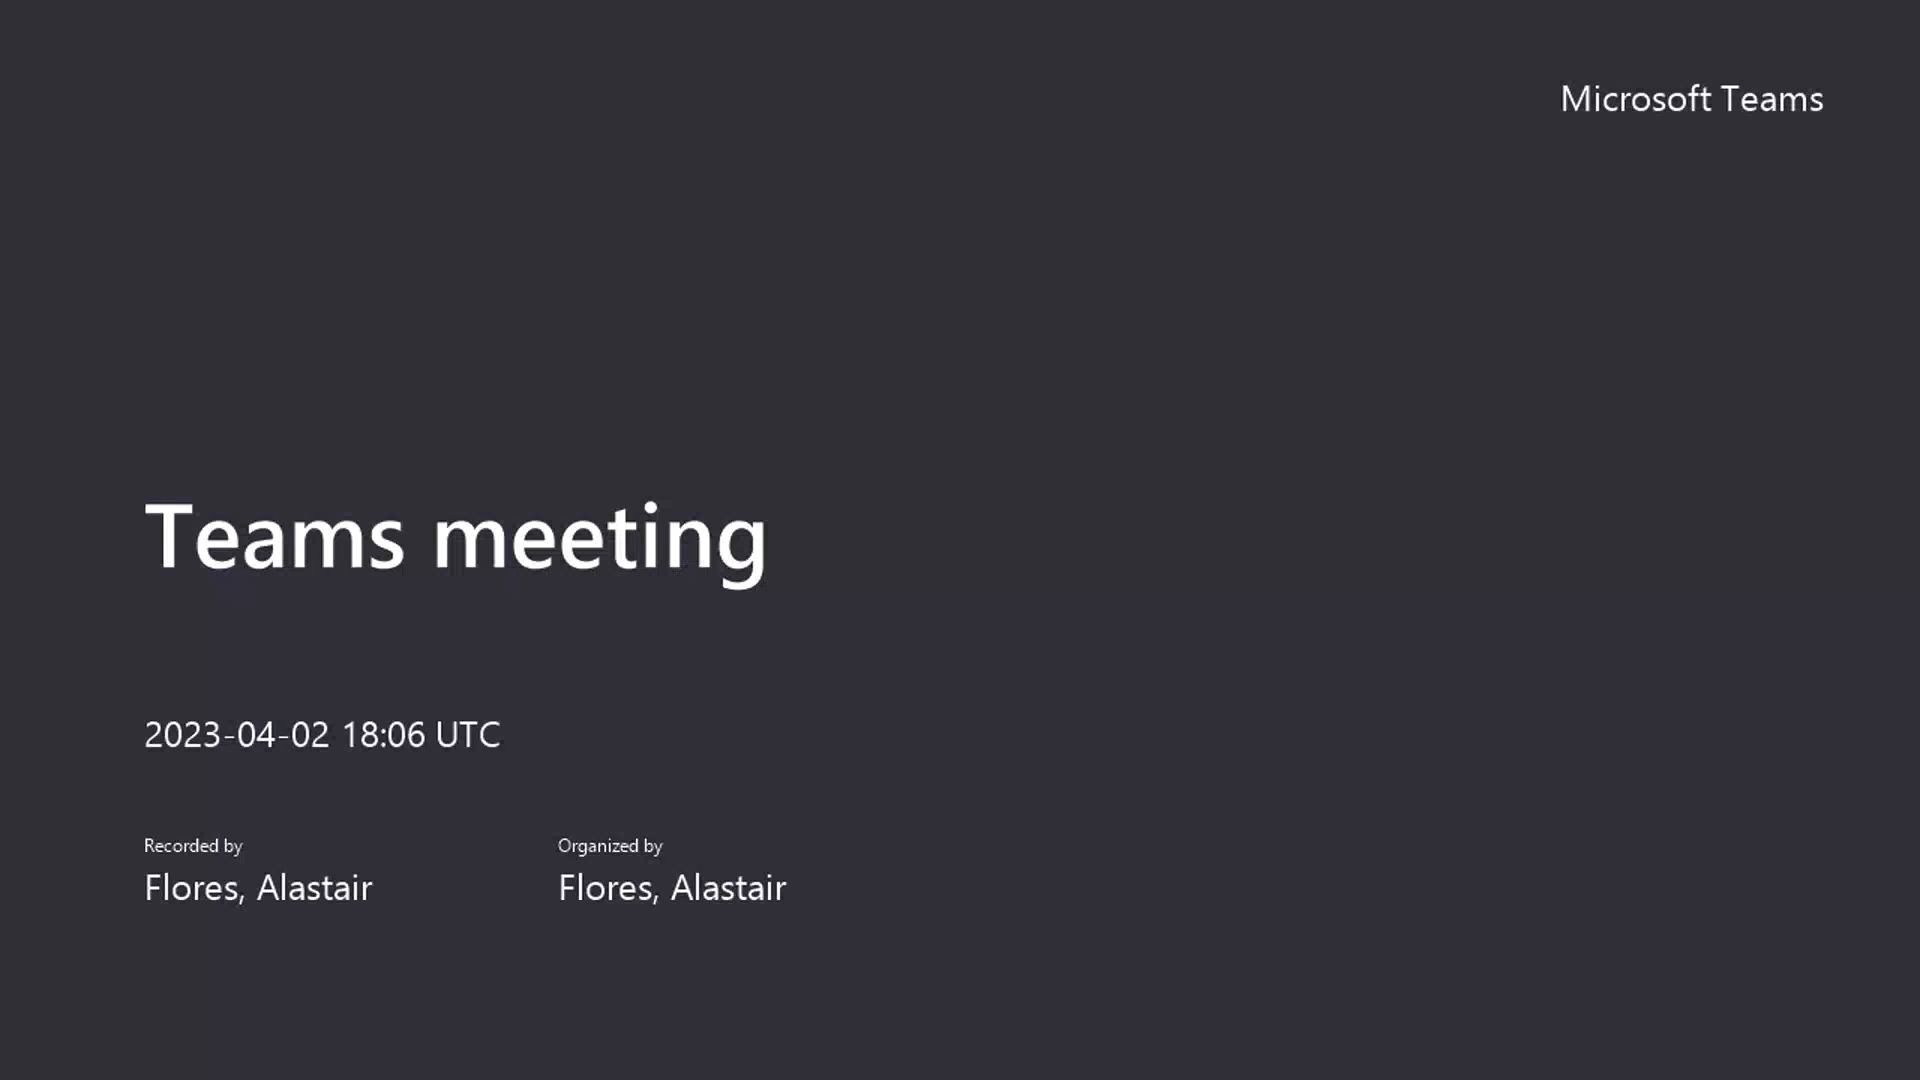 Microsoft Teams
Teams meeting
2023-04-02 18:06 UTC
Recorded by
Flores, Alastair
Organized by
Flores, Alastair